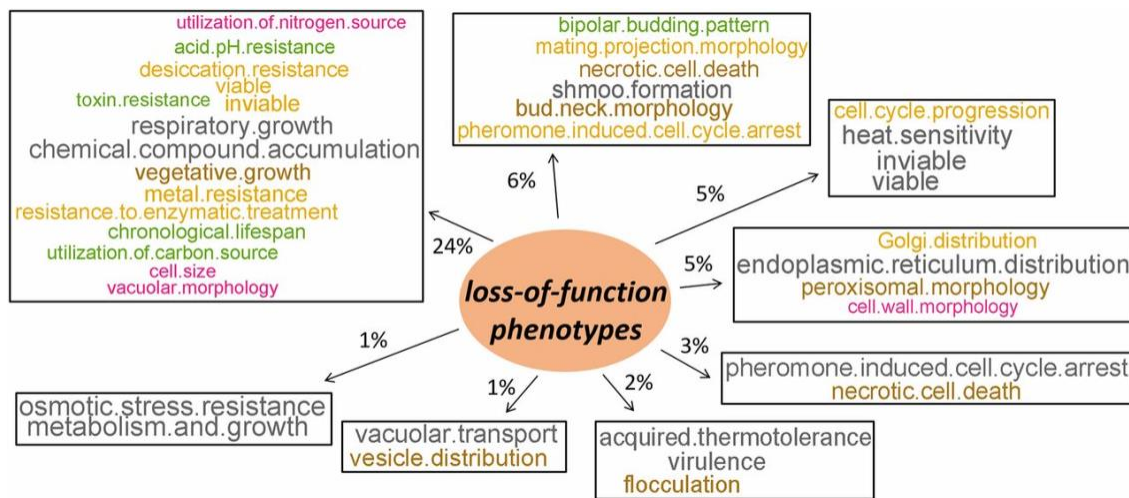 utilization.of.nitrogen.source
acid.pH.resistance
desiccation.resistance
viable
toxin.resistance inviable
respiratory.growth
chemical.compound.accumulation
vegetative.growth
metal.resistance
resistance.to.enzymatic.treatment
chronological.lifespan
utilization.of.carbon.source
cell.size
vacuolar.morphology
24%
bipolar.budding.pattern
mating.projection.morphology
necrotic.cell.death
shmoo.formation
bud.neck.morphology
pheromone.induced.cell.cycle.arrest
6%
cell.cycle.progression
heat.sensitivity
inviable
viable
5%
Golgi.distribution
endoplasmic.reticulum.distribution
peroxisomal.morphology
cell.wall.morphology
5%
loss-of-function
phenotypes
3%
pheromone.induced.cell.cycle.arrest
necrotic.cell.death
1%
osmotic.stress.resistance
metabolism.and.growth
1%
vacuolar.transport
vesicle.distribution
2%
acquired.thermotolerance
virulence
flocculation